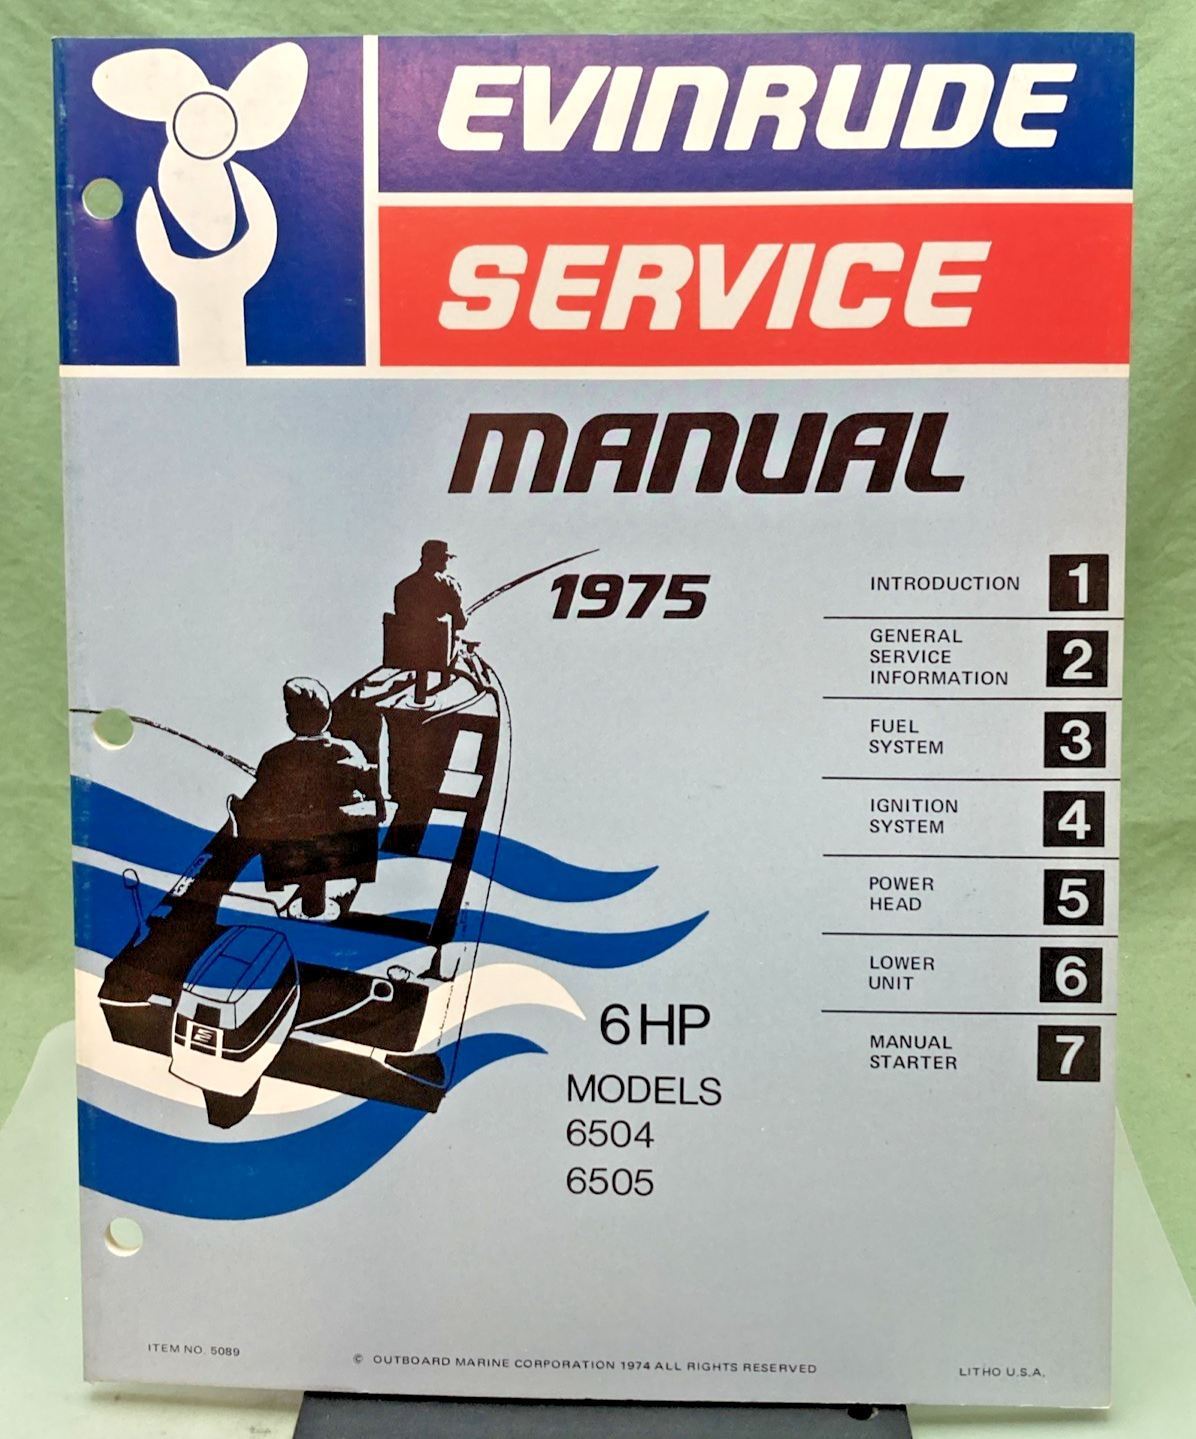 EVINRUDE
SERVICE
MANUAL
1975
INTRODUCTION 1
GENERAL
SERVICE
INFORMATION 2
FUEL
SYSTEM 3
IGNITION
SYSTEM 4
POWER
HEAD 5
LOWER
UNIT 6
MANUAL
STARTER 7
6HP
MODELS
6504
6505
ITEM NO. 5089
© OUTBOARD MARINE CORPORATION 1974 ALL RIGHTS RESERVED
LITHO U.S.A.